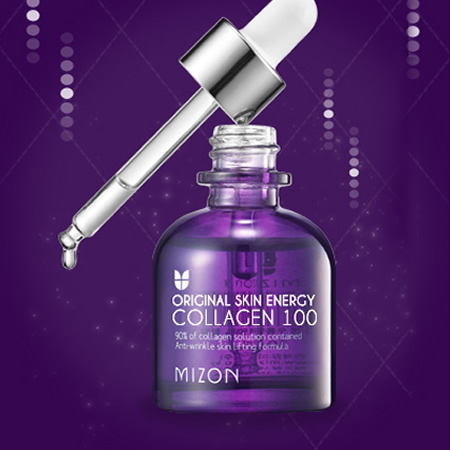 ORIGINAL SKIN ENERGY
COLLAGEN 100
90% of collagen solution contained
Anti-wrinkle skin lifting formula
MIZON